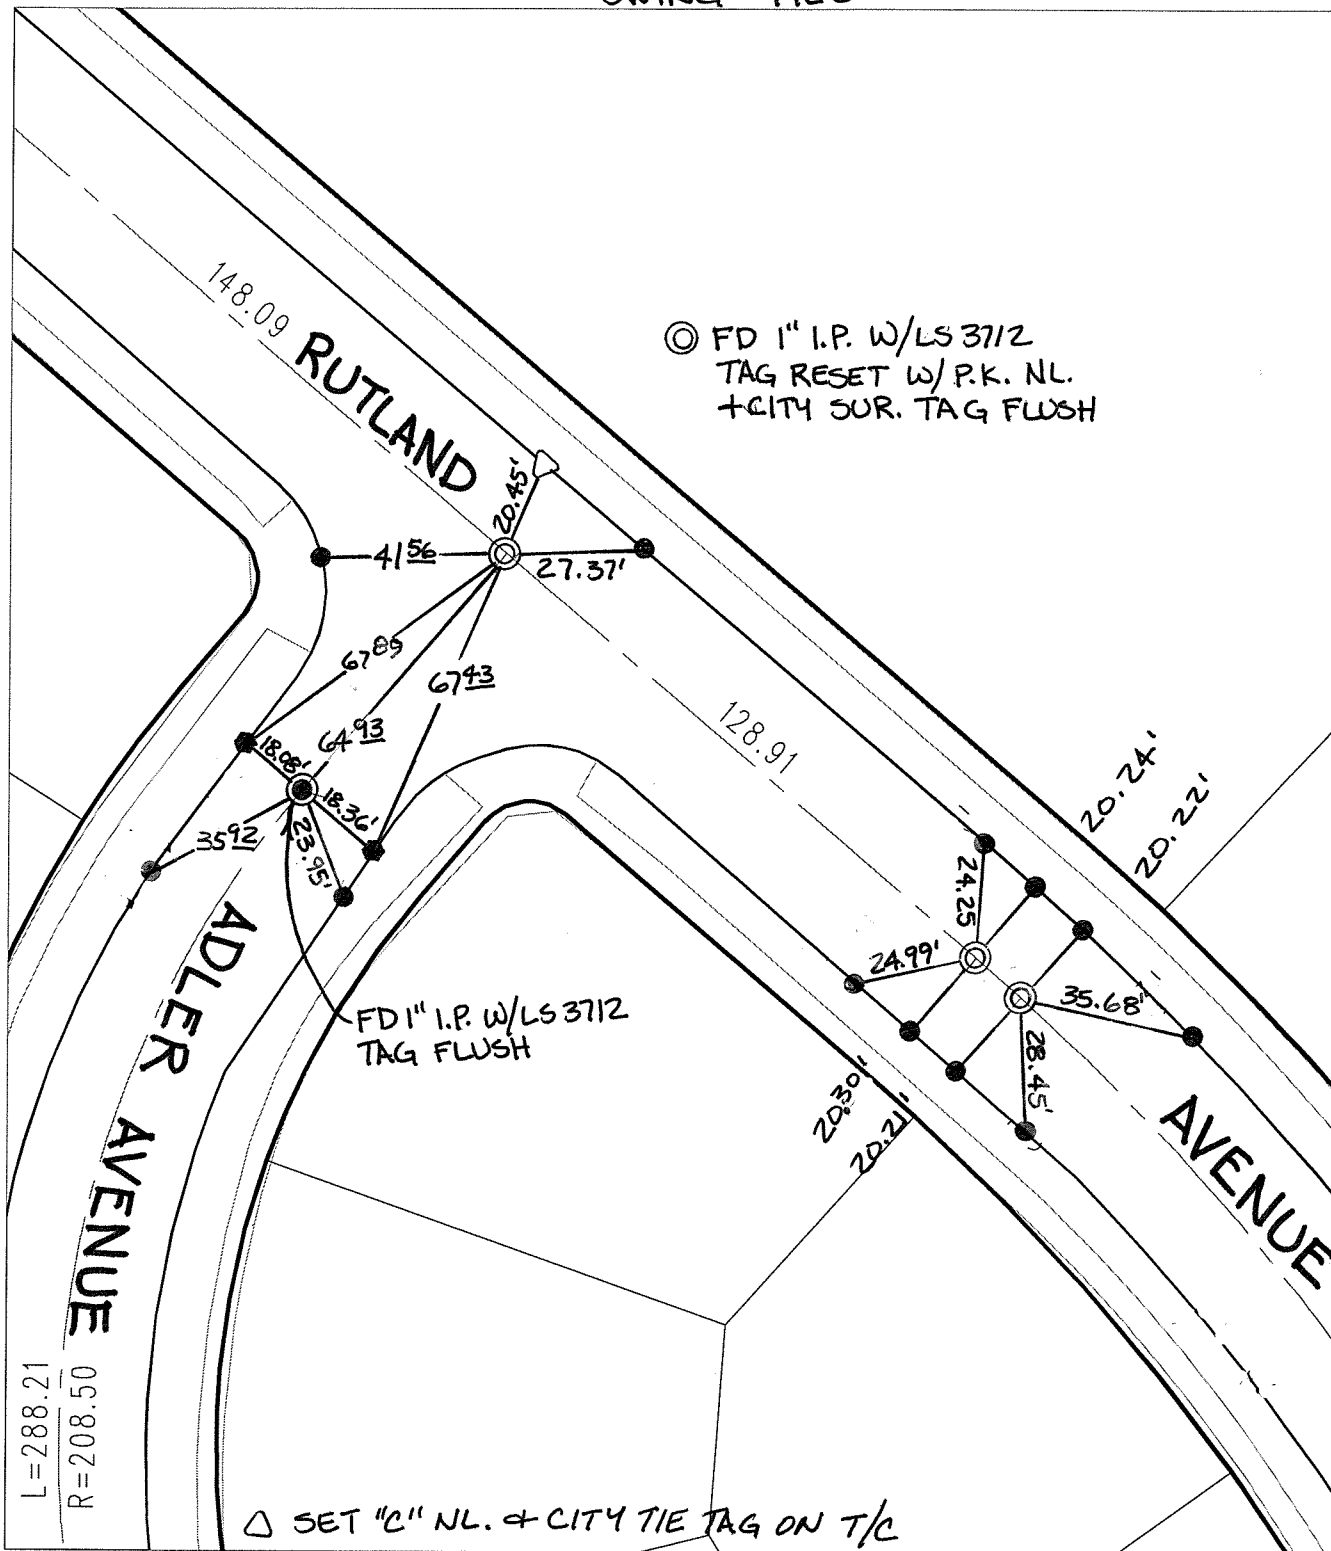 148.09
RUTLAND
◎ FD 1" I.P. W/LS 3712
TAG RESET W/ P.K. NL.
+CITY SUR. TAG FLUSH
20.45'
41 56
27.37'
67 89
67 43
64 93
128.91
18.08'
18.36'
35 92
23.95'
20.24'
20.22'
24.25
24.99'
35.68'
28.45'
FD 1" I.P. W/LS 3712
TAG FLUSH
20.30'
20.21'
ADLER AVENUE
AVENUE
L=288.21
R=208.50
△ SET "C" NL. & CITY TIE TAG ON T/C